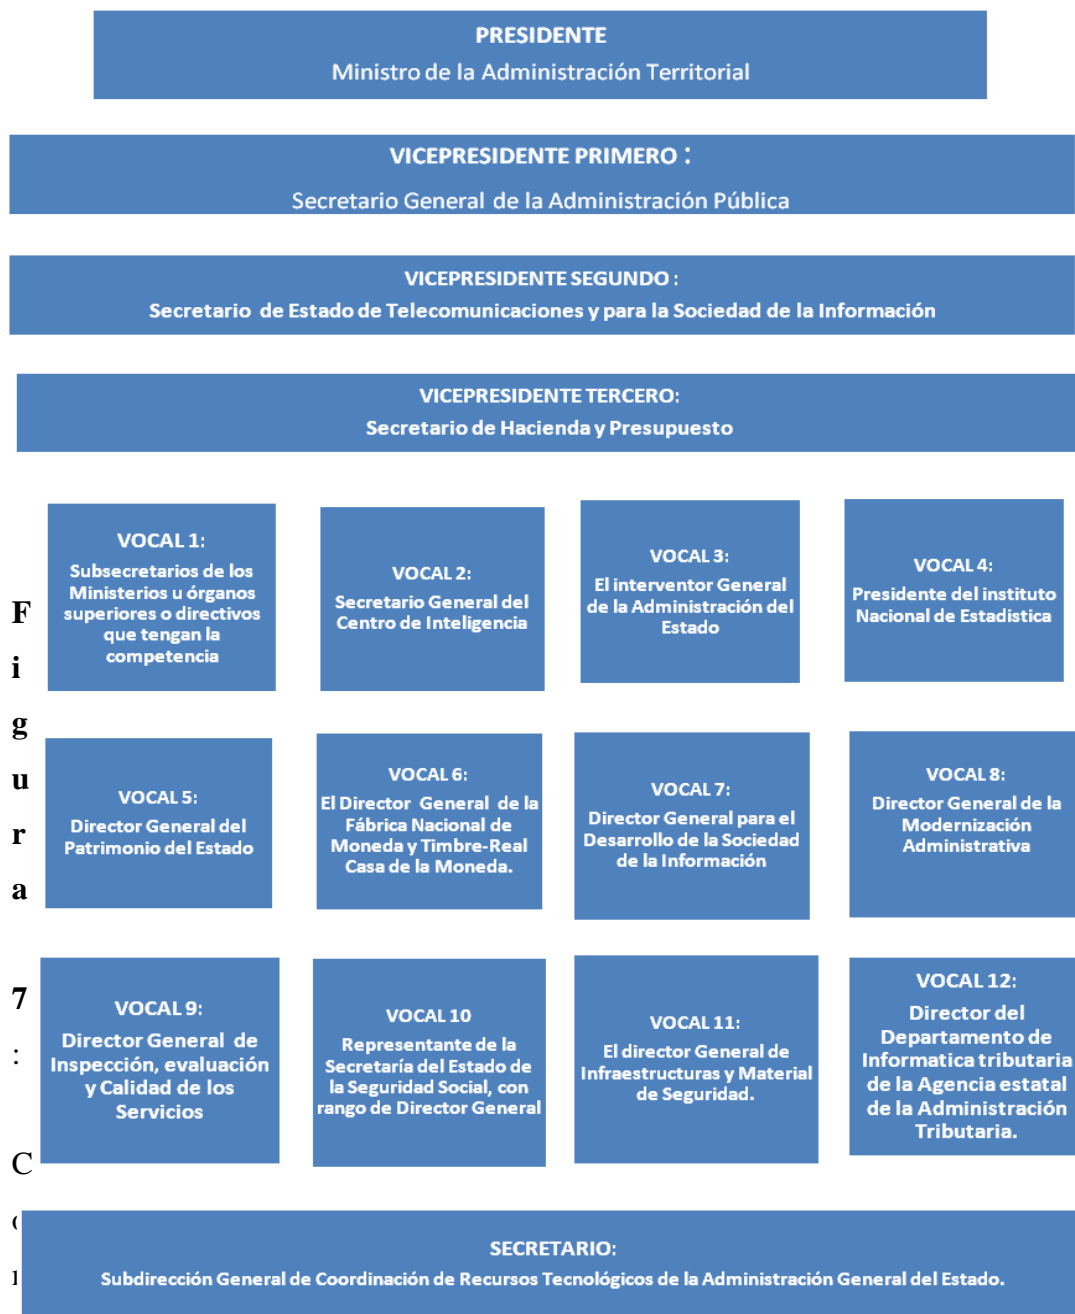 PRESIDENTE
Ministro de la Administración Territorial
VICEPRESIDENTE PRIMERO :
Secretario General de la Administración Pública
VICEPRESIDENTE SEGUNDO :
Secretario de Estado de Telecomunicaciones y para la Sociedad de la Información
VICEPRESIDENTE TERCERO:
Secretario de Hacienda y Presupuesto
VOCAL 1:
Subsecretarios de los
Ministerios u órganos
superiores o directivos
que tengan la
competencia
VOCAL 2:
Secretario General del
Centro de Inteligencia
VOCAL 3:
El interventor General
de la Administración del
Estado
VOCAL 4:
Presidente del instituto
Nacional de Estadistica
VOCAL 5:
Director General del
Patrimonio del Estado
VOCAL 6:
El Director General de la
Fábrica Nacional de
Moneda y Timbre-Real
Casa de la Moneda.
VOCAL 7:
Director General para el
Desarrollo de la Sociedad
de la Información
VOCAL 8:
Director General de la
Modernización
Administrativa
VOCAL 9:
Director General de
Inspección, evaluación
y Calidad de los
Servicios
VOCAL 10
Representante de la
Secretaría del Estado de
la Seguridad Social, con
rango de Director General
VOCAL 11:
El director General de
Infraestructuras y Material
de Seguridad.
VOCAL 12:
Director del
Departamento de
Informatica tributaria
de la Agencia estatal
de la Administración
Tributaria.
SECRETARIO:
Subdirección General de Coordinación de Recursos Tecnológicos de la Administración General del Estado.
F
i
g
u
r
a
7
:
C